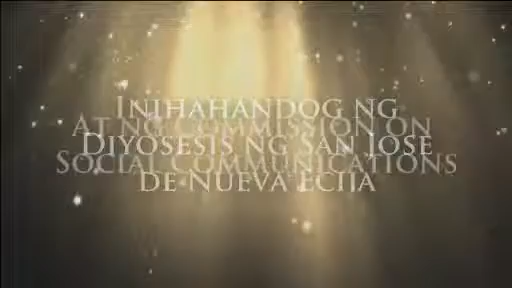 Inihahandog ng
Diyosesis ng San Jose
de Nueva Ecija
At ng Commission on
Social Communications